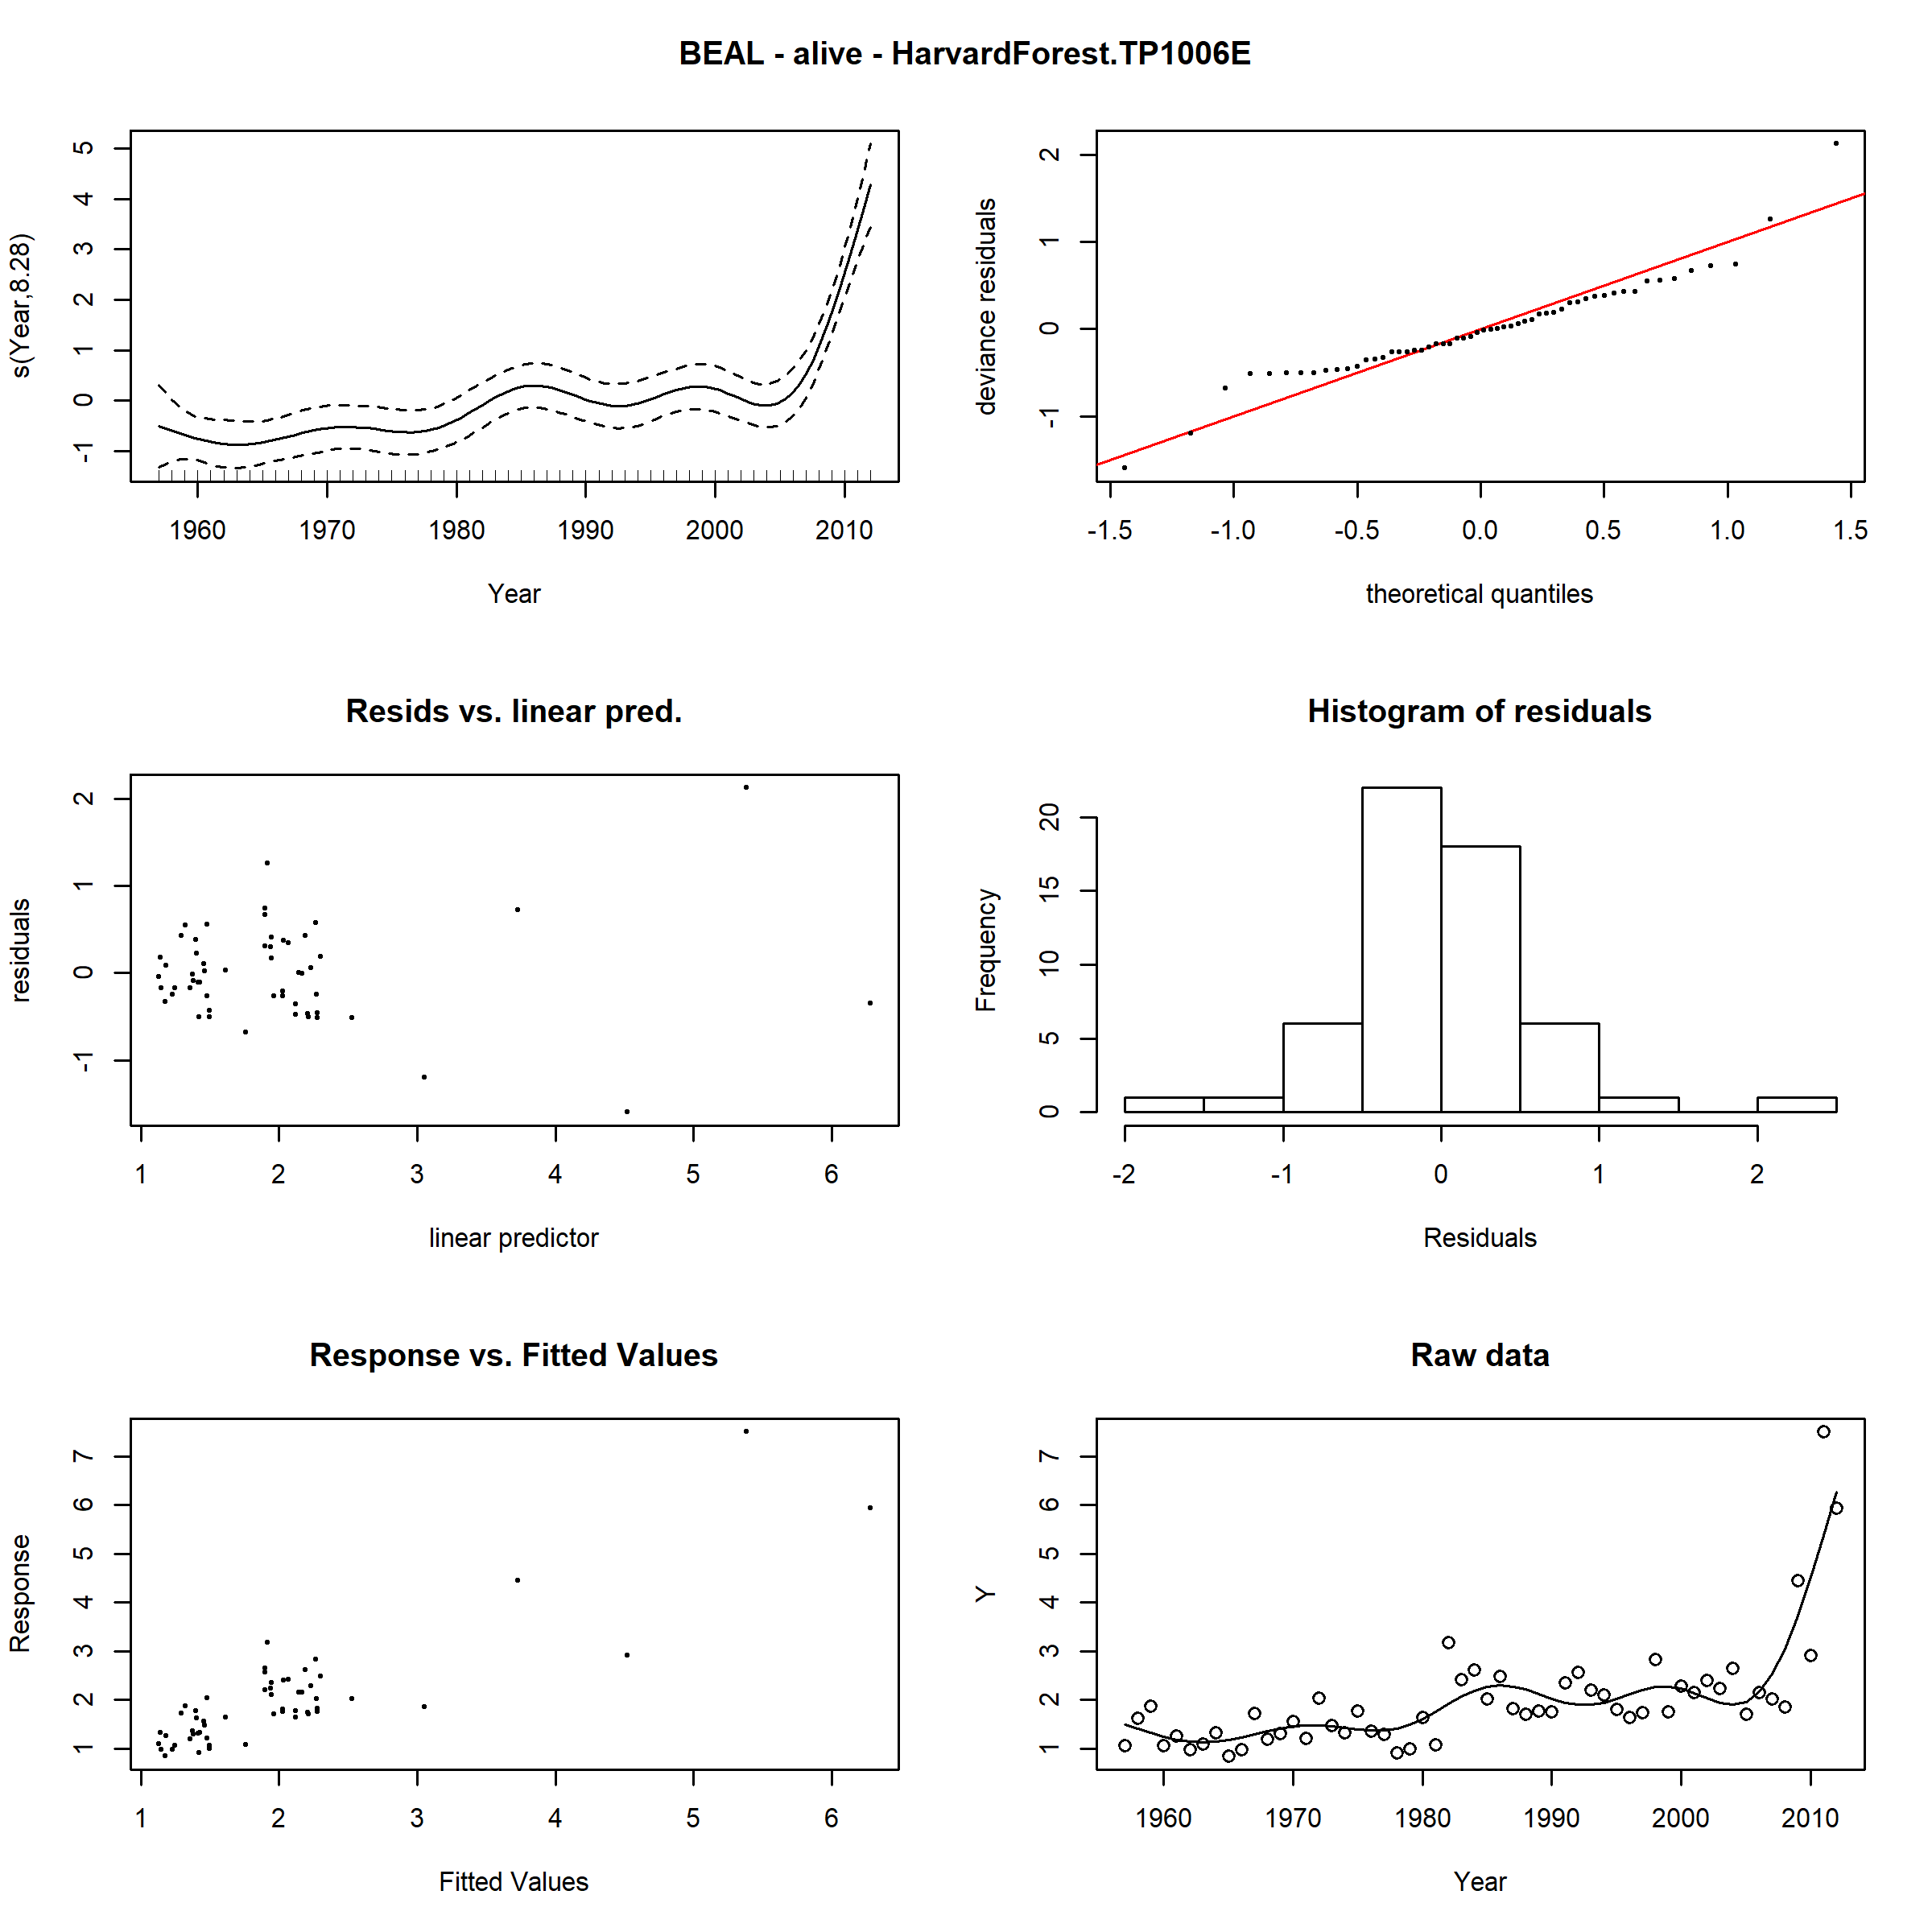 BEAL - alive - HarvardForest.TP1006E
s(Year,8.28)
5
4
3
2
1
0
-1
1960 1970 1980 1990 2000 2010
Year
deviance residuals
2
1
0
-1
-1.5 -1.0 -0.5 0.0 0.5 1.0 1.5
theoretical quantiles
Resids vs. linear pred.
residuals
2
1
0
-1
1 2 3 4 5 6
linear predictor
Histogram of residuals
Frequency
20
15
10
5
0
-2 -1 0 1 2
Residuals
Response vs. Fitted Values
Response
7
6
5
4
3
2
1
1 2 3 4 5 6
Fitted Values
Raw data
Y
7
6
5
4
3
2
1
1960 1970 1980 1990 2000 2010
Year